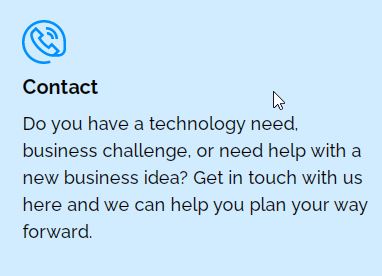 Contact
Do you have a technology need,
business challenge, or need help with a
new business idea? Get in touch with us
here and we can help you plan your way
forward.